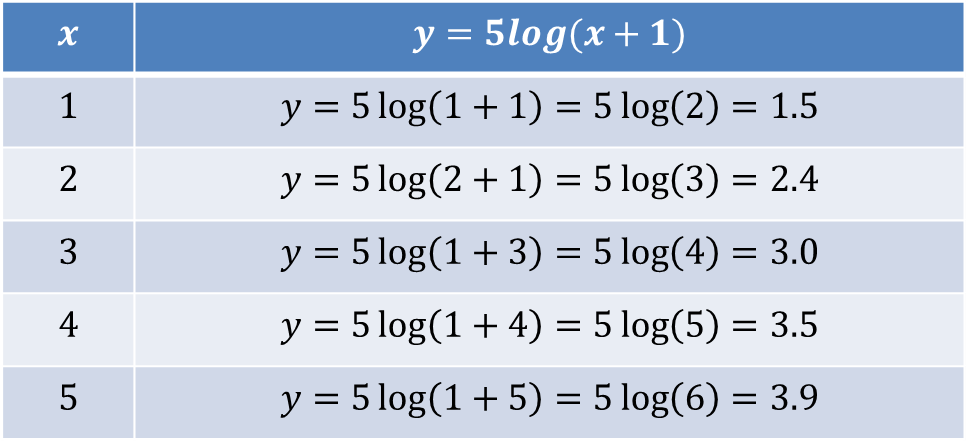 x y = 5log(x + 1)
1 y = 5 log(1 + 1) = 5 log(2) = 1.5
2 y = 5 log(2 + 1) = 5 log(3) = 2.4
3 y = 5 log(1 + 3) = 5 log(4) = 3.0
4 y = 5 log(1 + 4) = 5 log(5) = 3.5
5 y = 5 log(1 + 5) = 5 log(6) = 3.9